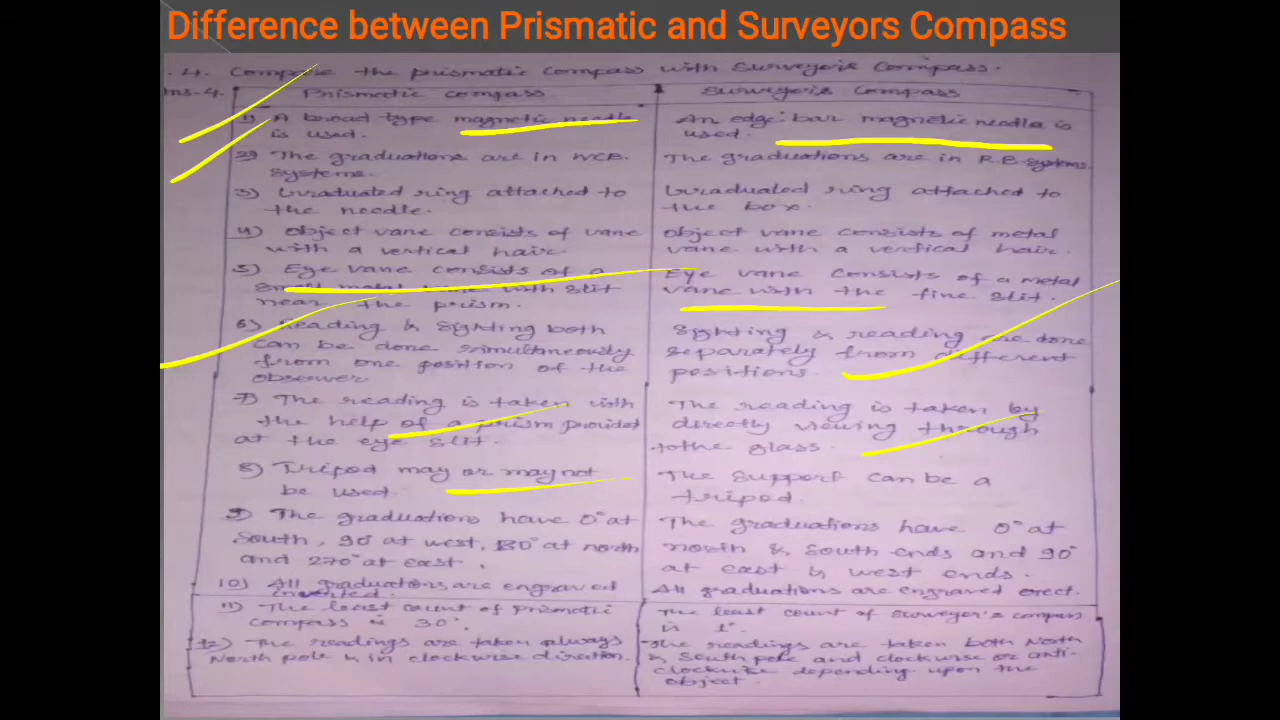 Difference between Prismatic and Surveyors Compass
4. Compare the prismatic compass with surveyor's compass.
Ans-4.
Prismatic compass
1) A broad type magnetic needle
is used.
2) The graduations are in WCB.
systems.
3) Graduated ring attached to
the needle.
4) Object vane consists of vane
with a vertical hair.
5) Eye vane consists of a
small metal vane with slit
near the prism.
6) Reading & sighting both
can be done simultineously
from one position of the
observer.
7) The reading is taken with
the help of a prism provided
at the eye slit.
8) Tripod may or may not
be used.
9) The graduations have 0° at
South, 90° at west, 180° at north
and 270° at east.
10) All graduations are engraved
inverted.
11) The least count of prismatic
compass is 30'.
12) The readings are taken always
North pole & in clockwise direction.
Surveyor's compass
An edge bar magnetic needle is
used.
The graduations are in R.B. systems.
Graduated ring attached to
the box.
object vane consists of metal
vane with a vertical hair.
Eye vane consists of a metal
vane with the fine slit.
Sighting & reading are done
separately from different
positions.
The reading is taken by
directly viewing through
the glass.
The support can be a
tripod.
The graduations have 0° at
north & south ends and 90°
at east & west ends.
All graduations are engraved erect.
The least count of surveyor's compass
is 1°.
The readings are taken both North
& South pole and clockwise or anti-
clockwise depending upon the
object.